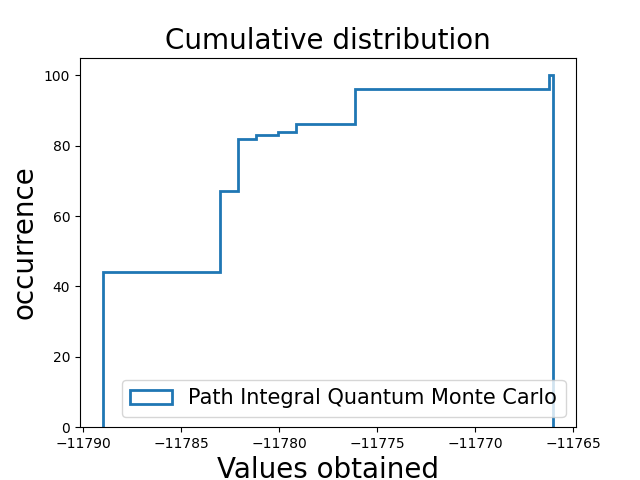 Cumulative distribution
occurrence
100
80
60
40
20
0
Path Integral Quantum Monte Carlo
−11790 −11785 −11780 −11775 −11770 −11765
Values obtained